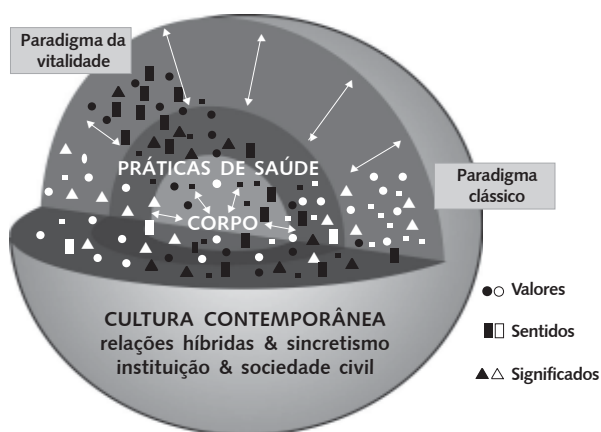 Paradigma da
vitalidade
PRÁTICAS DE SAÚDE
Paradigma
clássico
CORPO
Valores
CULTURA CONTEMPORÂNEA
relações híbridas & sincretismo
instituição & sociedade civil
Sentidos
Significados